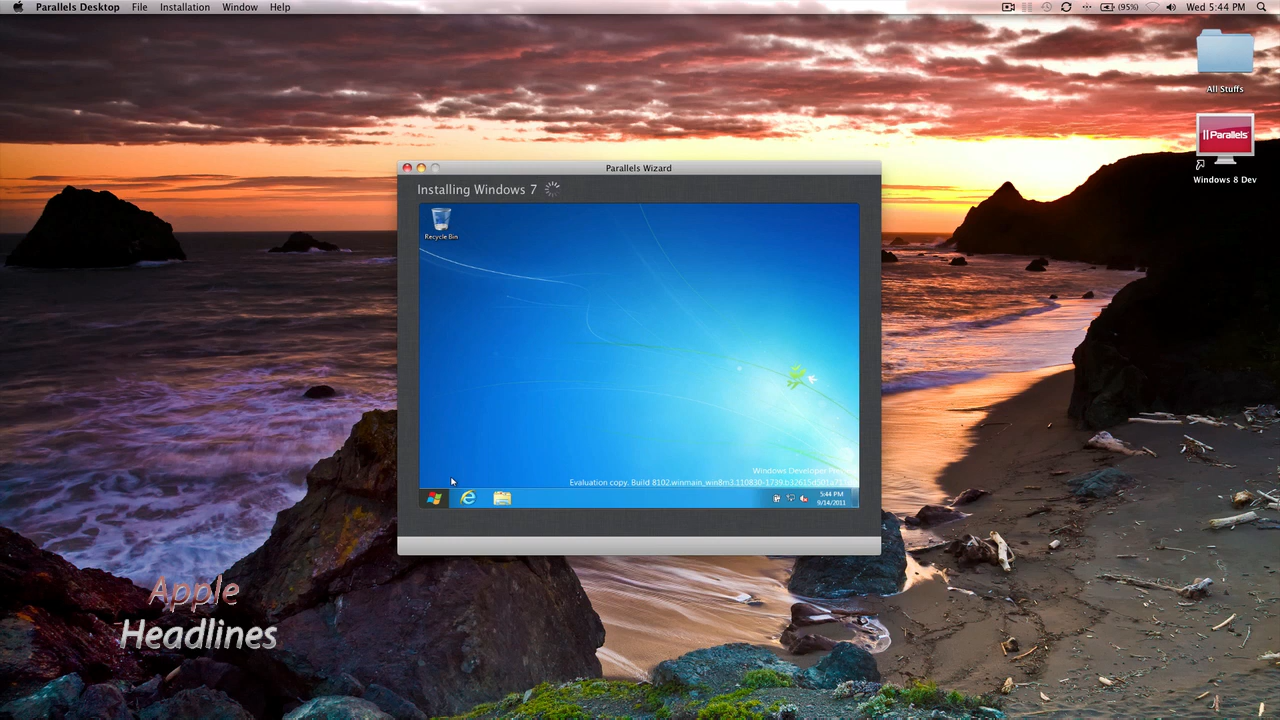 Parallels Desktop File Installation Window Help (95%) Wed 5:44 PM
All Stuffs
|| Parallels
Windows 8 Dev
Parallels Wizard
Installing Windows 7
Recycle Bin
Windows Developer
Evaluation copy. Build 8102.winmain_win8m3.110830-1739
5:44 PM
9/14/2011
Apple
Headlines